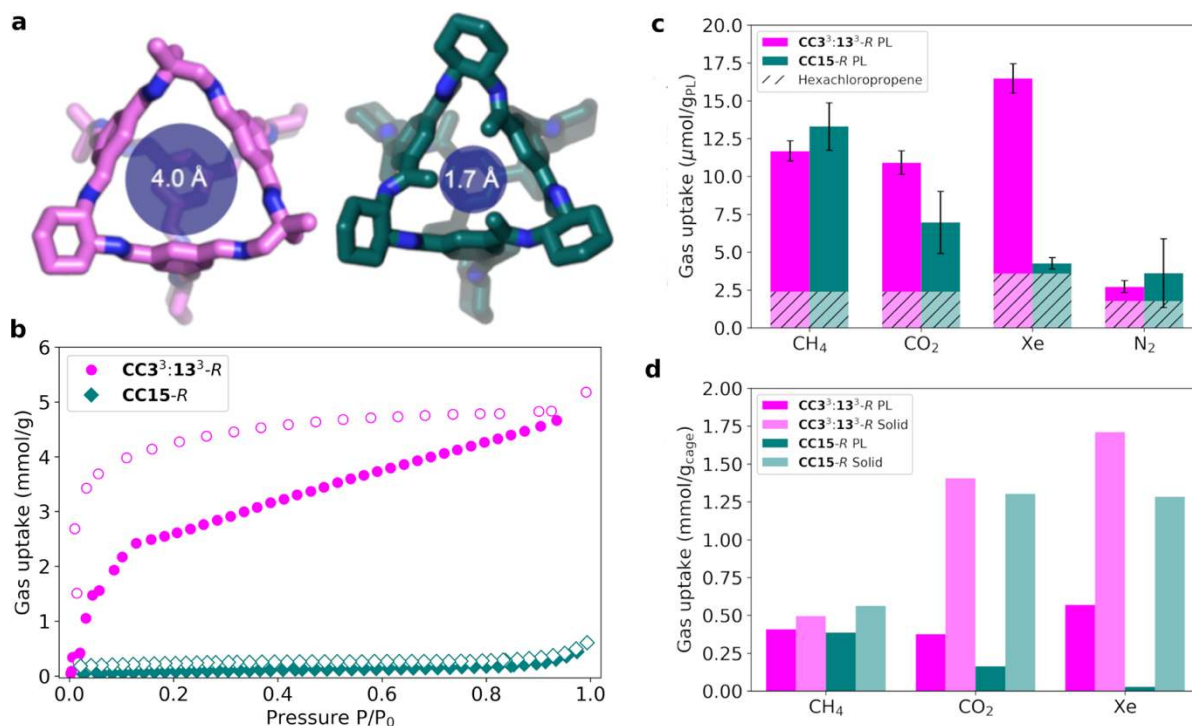 a
4.0 Å
1.7 Å
b
Gas uptake (mmol/g)
6
5
4
3
2
1
0
CC3³:13³-R
CC15-R
0.0 0.2 0.4 0.6 0.8 1.0
Pressure P/P₀
c
Gas uptake (μmol/g_PL)
20.0
17.5
15.0
12.5
10.0
7.5
5.0
2.5
0.0
CC3³:13³-R PL
CC15-R PL
Hexachloropropene
CH₄ CO₂ Xe N₂
d
Gas uptake (mmol/g_cage)
2.00
1.75
1.50
1.25
1.00
0.75
0.50
0.25
0.00
CC3³:13³-R PL
CC3³:13³-R Solid
CC15-R PL
CC15-R Solid
CH₄ CO₂ Xe